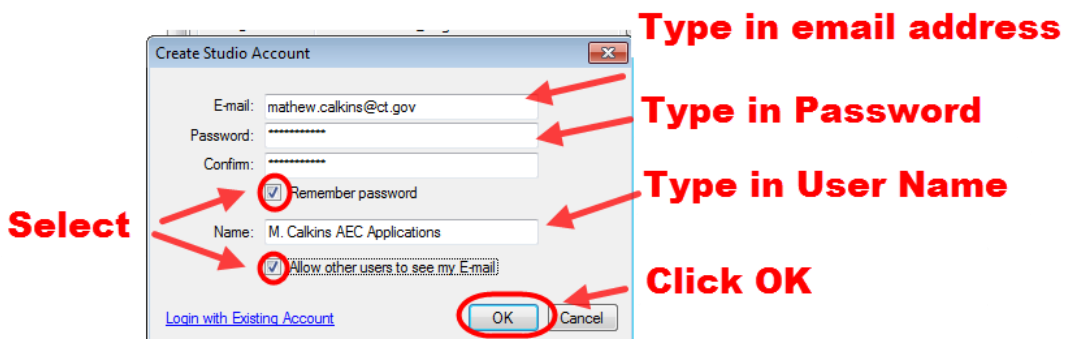 Type in email address
Create Studio Account
E-mail: mathew.calkins@ct.gov
Type in Password
Password: ***********
Confirm: ***********
Remember password
Type in User Name
Select
Name: M. Calkins AEC Applications
Allow other users to see my E-mail
Click OK
Login with Existing Account
OK
Cancel